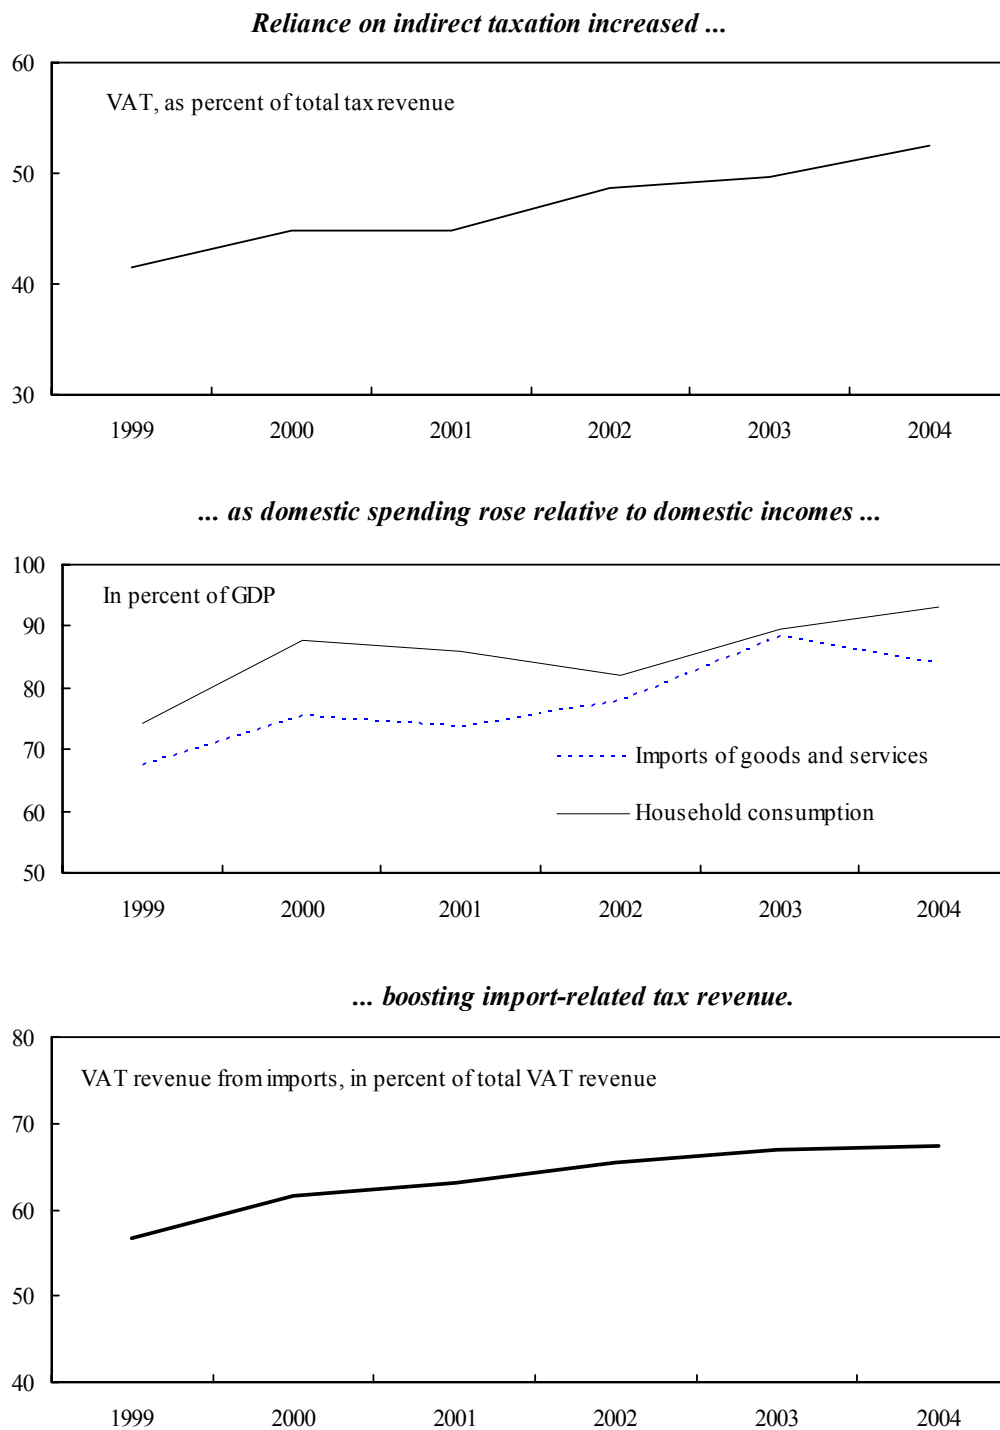 Reliance on indirect taxation increased ...
60
VAT, as percent of total tax revenue
50
40
30
1999 2000 2001 2002 2003 2004
... as domestic spending rose relative to domestic incomes ...
100
In percent of GDP
90
80
70
Imports of goods and services
60
Household consumption
50
1999 2000 2001 2002 2003 2004
... boosting import-related tax revenue.
80
VAT revenue from imports, in percent of total VAT revenue
70
60
50
40
1999 2000 2001 2002 2003 2004